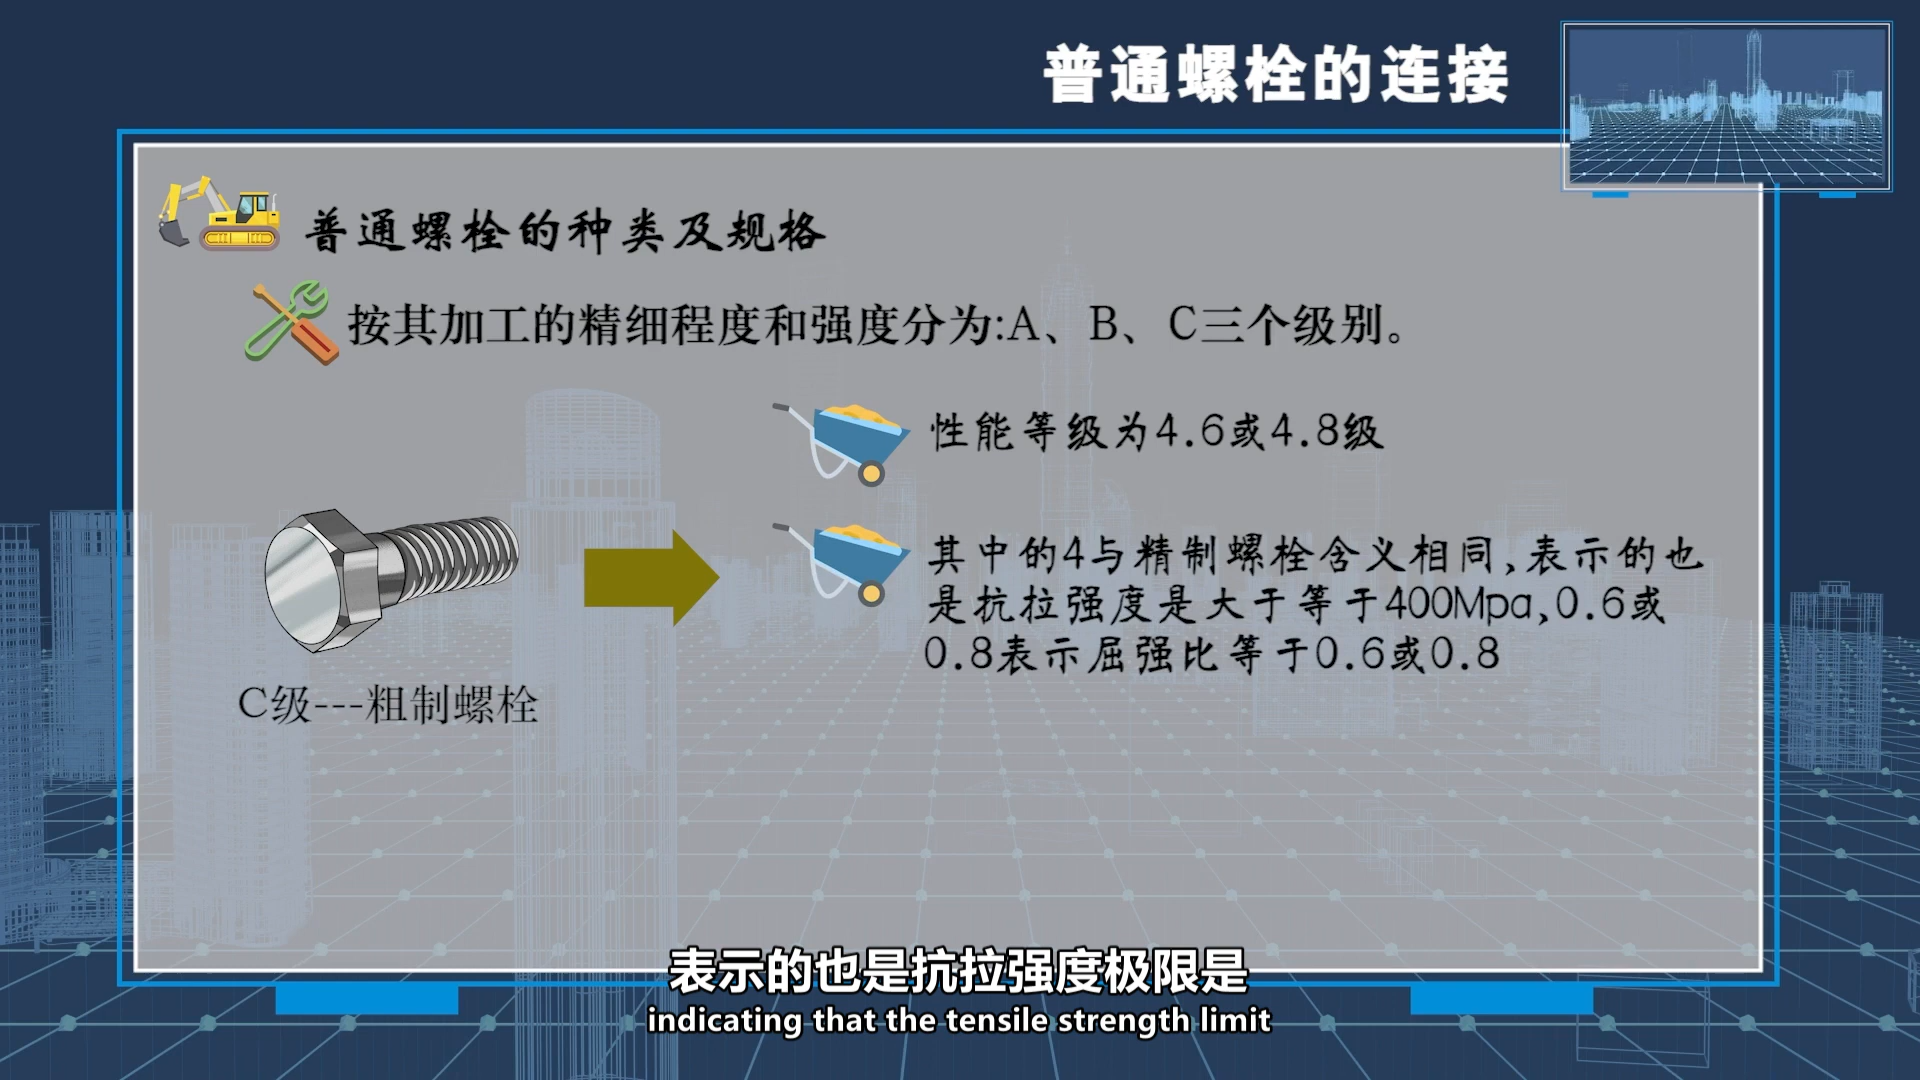 普通螺栓的连接
普通螺栓的种类及规格
按其加工的精细程度和强度分为:A、B、C三个级别。
性能等级为4.6或4.8级
其中的4与精制螺栓含义相同,表示的也
是抗拉强度是大于等于400Mpa,0.6或
0.8表示屈强比等于0.6或0.8
C级---粗制螺栓
表示的也是抗拉强度极限是
indicating that the tensile strength limit